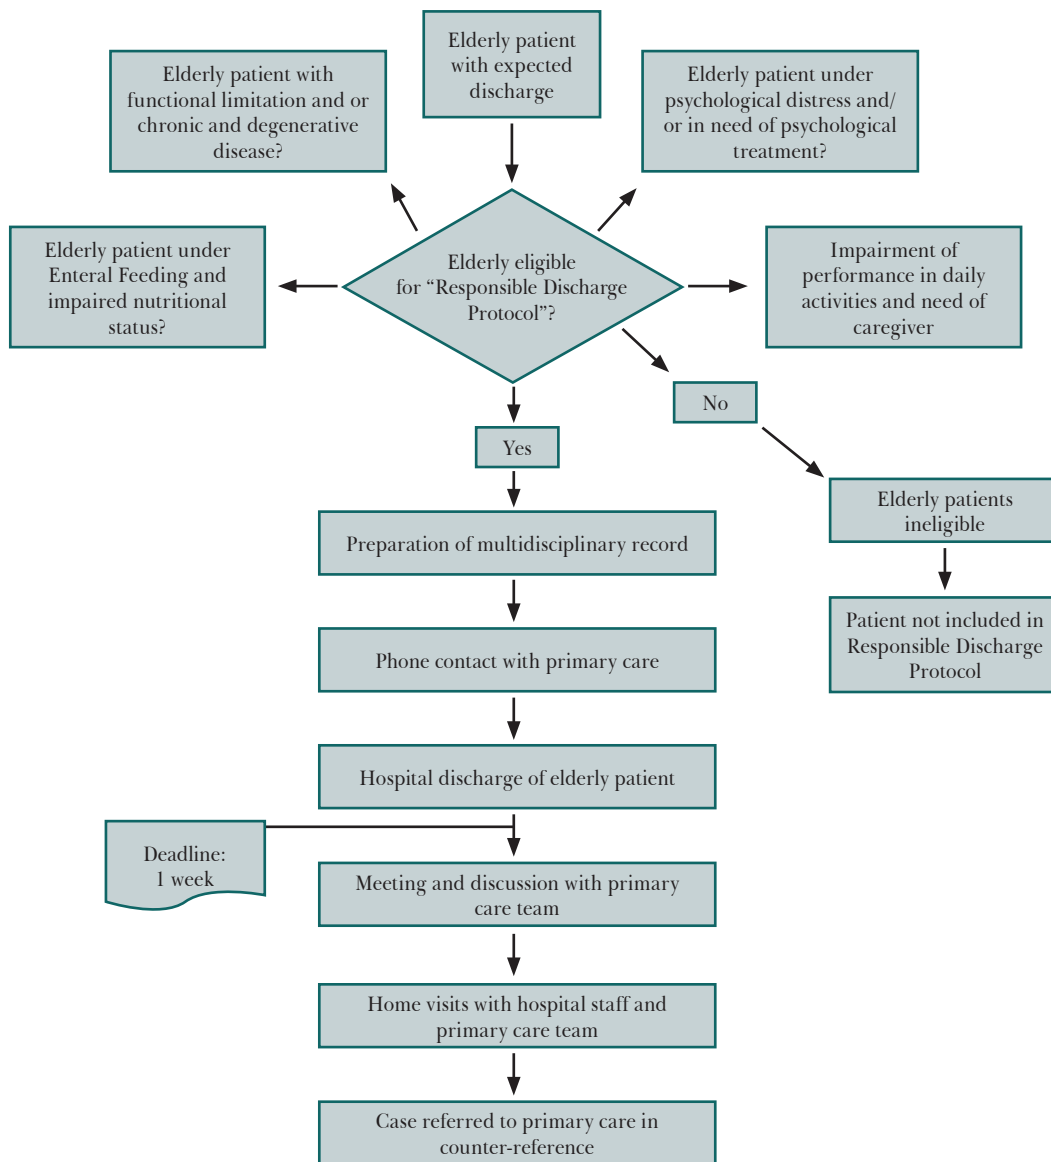 Elderly patient
with expected
discharge
Elderly patient with
functional limitation and or
chronic and degenerative
disease?
Elderly patient under
psychological distress and/
or in need of psychological
treatment?
Elderly patient under
Enteral Feeding and
impaired nutritional
status?
Elderly eligible
for “Responsible Discharge
Protocol”?
Impairment of
performance in daily
activities and need of
caregiver
No
Yes
Elderly patients
ineligible
Preparation of multidisciplinary record
Patient not included in
Responsible Discharge
Protocol
Phone contact with primary care
Hospital discharge of elderly patient
Deadline:
1 week
Meeting and discussion with primary
care team
Home visits with hospital staff and
primary care team
Case referred to primary care in
counter-reference